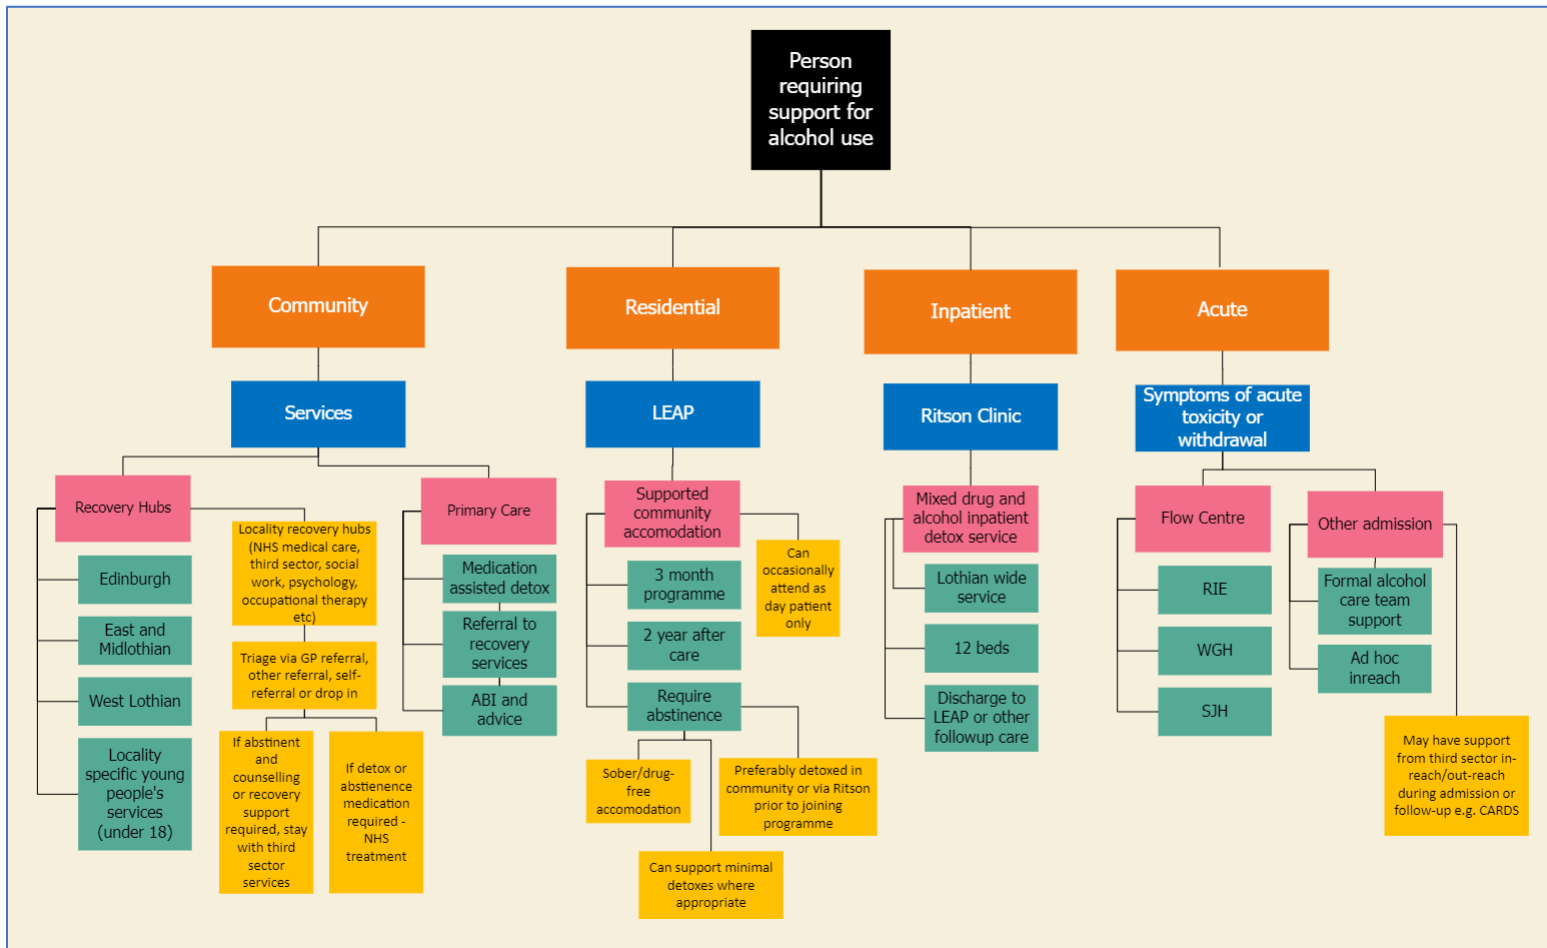 Person
requiring
support for
alcohol use
Community
Residential
Inpatient
Acute
Services
LEAP
Ritson Clinic
Symptoms of acute
toxicity or
withdrawal
Recovery Hubs
Edinburgh
East and
Midlothian
West Lothian
Locality
specific young
people's
services
(under 18)
Locality recovery hubs
(NHS medical care,
third sector, social
work, psychology,
occupational therapy
etc)
Triage via GP referral,
other referral, self-
referral or drop in
If abstinent
and
counselling
or recovery
support
required, stay
with third
sector
services
If detox or
abstienence
medication
required -
NHS
treatment
Primary Care
Medication
assisted detox
Referral to
recovery
services
ABI and
advice
Supported
community
accomodation
3 month
programme
2 year after
care
Require
abstinence
Can
occasionally
attend as
day patient
only
Sober/drug-
free
accomodation
Can support minimal
detoxes where
appropriate
Preferably detoxed in
community or via Ritson
prior to joining
programme
Mixed drug and
alcohol inpatient
detox service
Lothian wide
service
12 beds
Discharge to
LEAP or other
followup care
Flow Centre
RIE
WGH
SJH
Other admission
Formal alcohol
care team
support
Ad hoc
inreach
May have support
from third sector in-
reach/out-reach
during admission or
follow-up e.g. CARDS